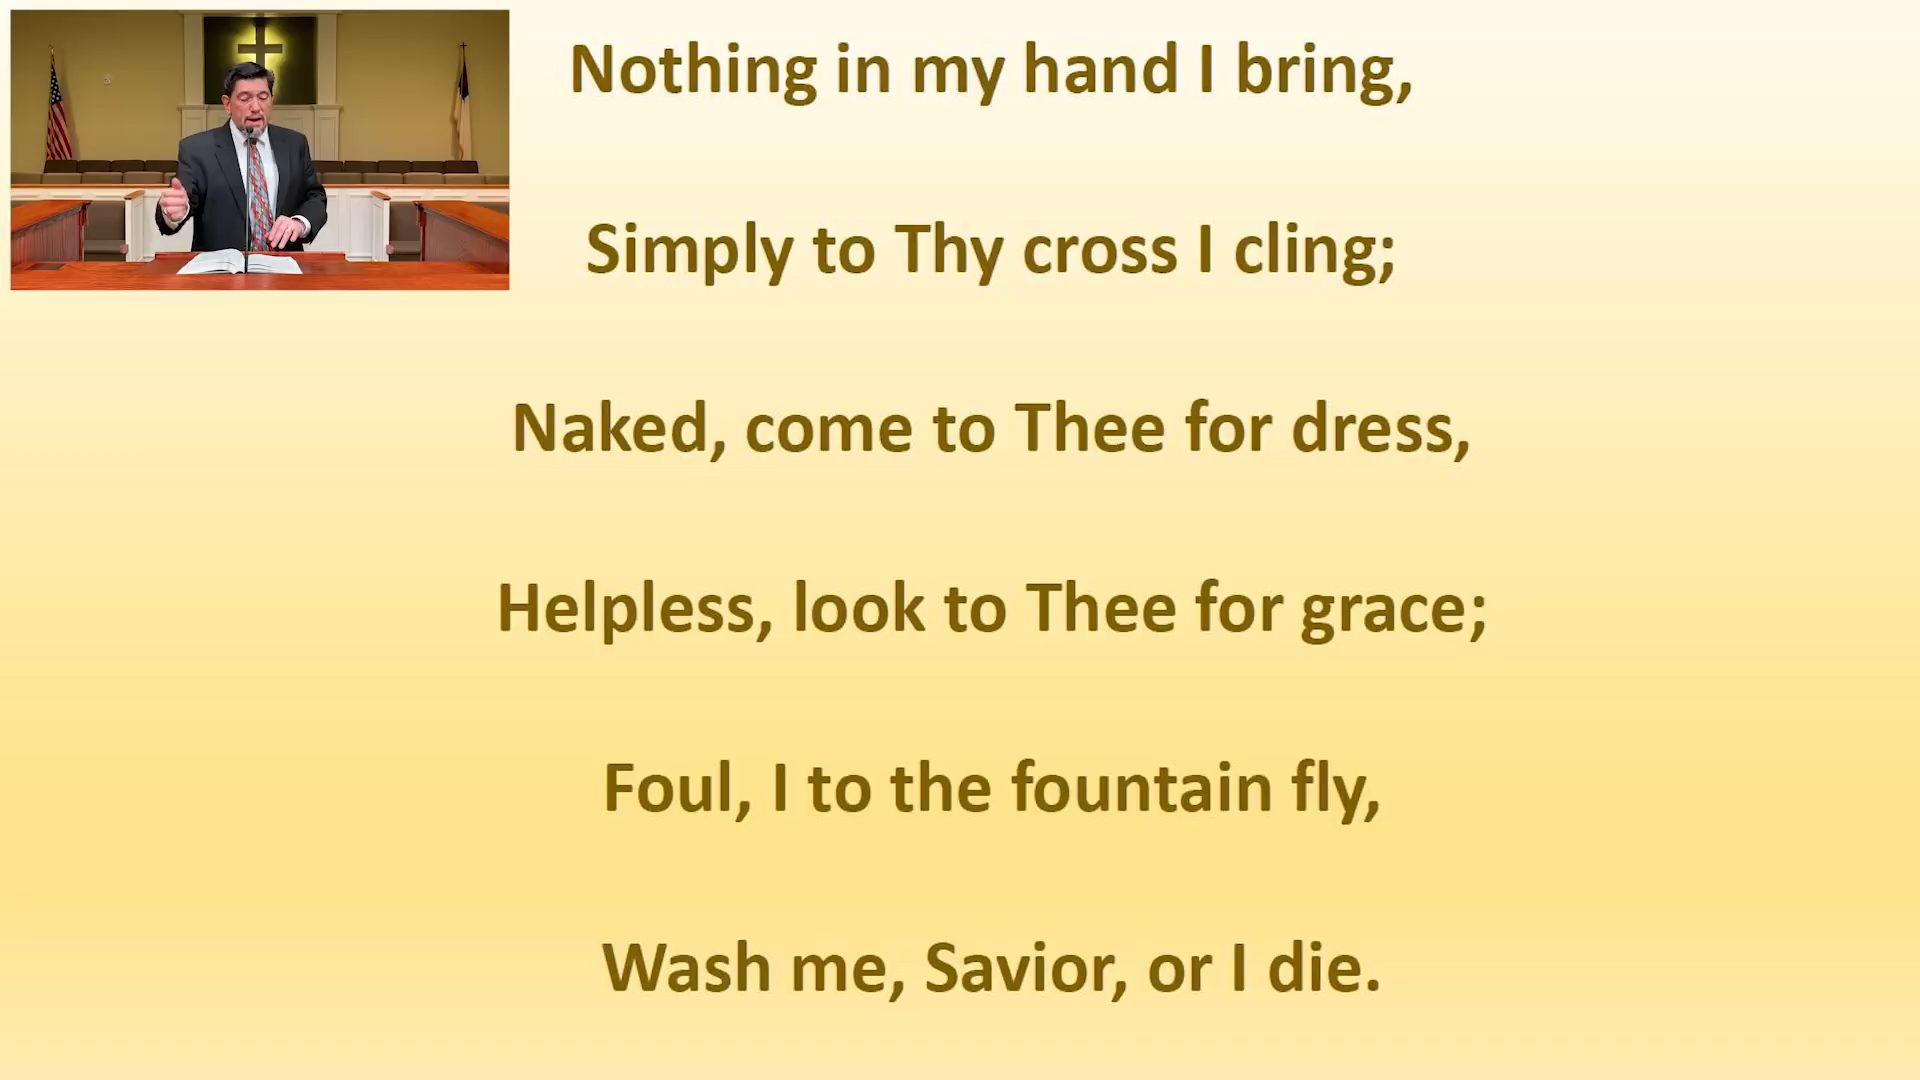 Nothing in my hand I bring,
Simply to Thy cross I cling;
Naked, come to Thee for dress,
Helpless, look to Thee for grace;
Foul, I to the fountain fly,
Wash me, Savior, or I die.